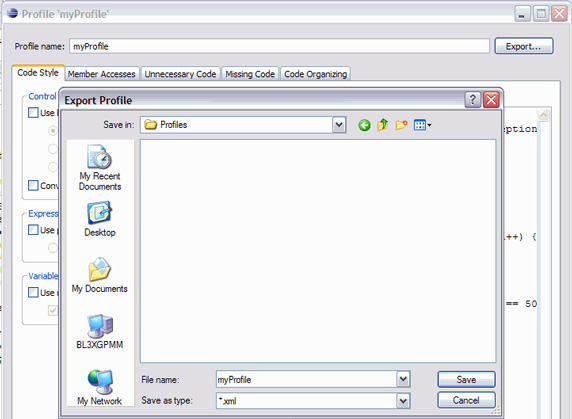 Profile 'myProfile'
Profile name: myProfile Export...
Code Style Member Accesses Unnecessary Code Missing Code Code Organizing
Control
Export Profile
Use
Save in: Profiles
eption
My Recent
Documents
Conv
Desktop
Express
Use
++) {
My Documents
Variable
Use
== 50
BL3XGPMM
File name: myProfile Save
My Network Save as type: *.xml Cancel